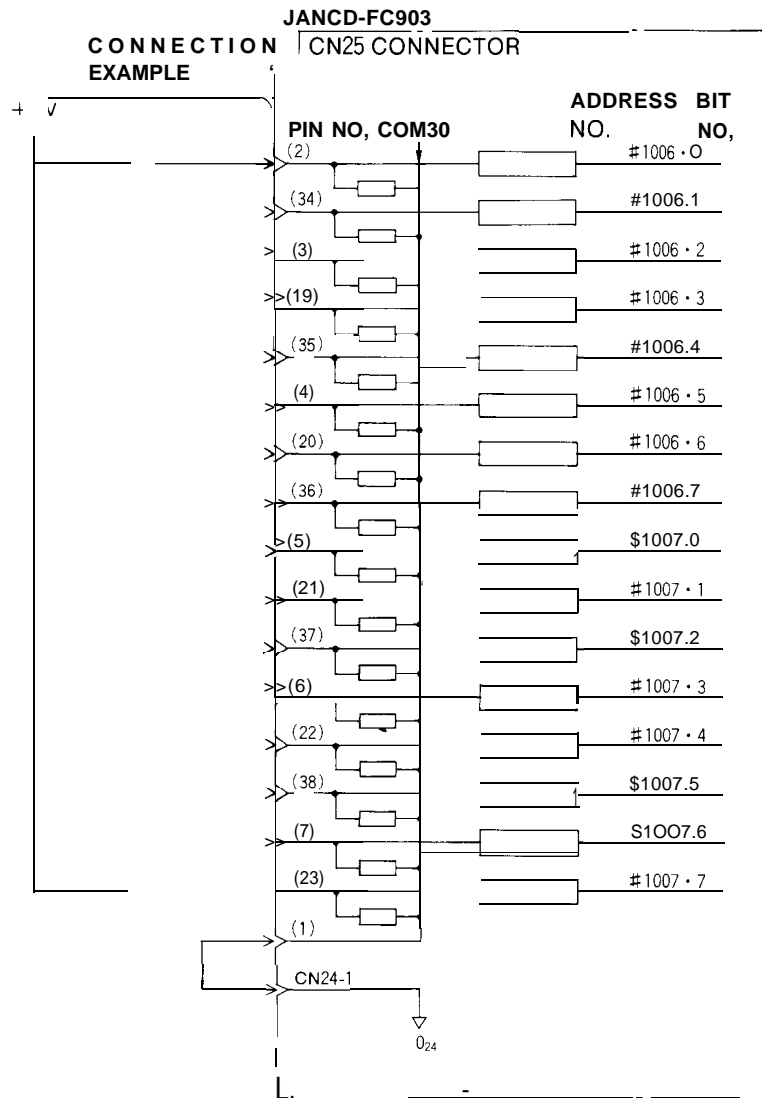 JANCD-FC903
CONNECTION CN25 CONNECTOR
EXAMPLE
+ V
ADDRESS BIT
PIN NO, COM30 NO. NO,
(2) #1006・O
(34) #1006.1
(3) #1006・2
(19) #1006・3
(35) #1006.4
(4) #1006・5
(20) #1006・6
(36) #1006.7
(5) $1007.0
(21) #1007・1
(37) $1007.2
(6) #1007・3
(22) #1007・4
(38) $1007.5
(7) S1OO7.6
(23) #1007・7
(1)
CN24-1
0₂₄
L.